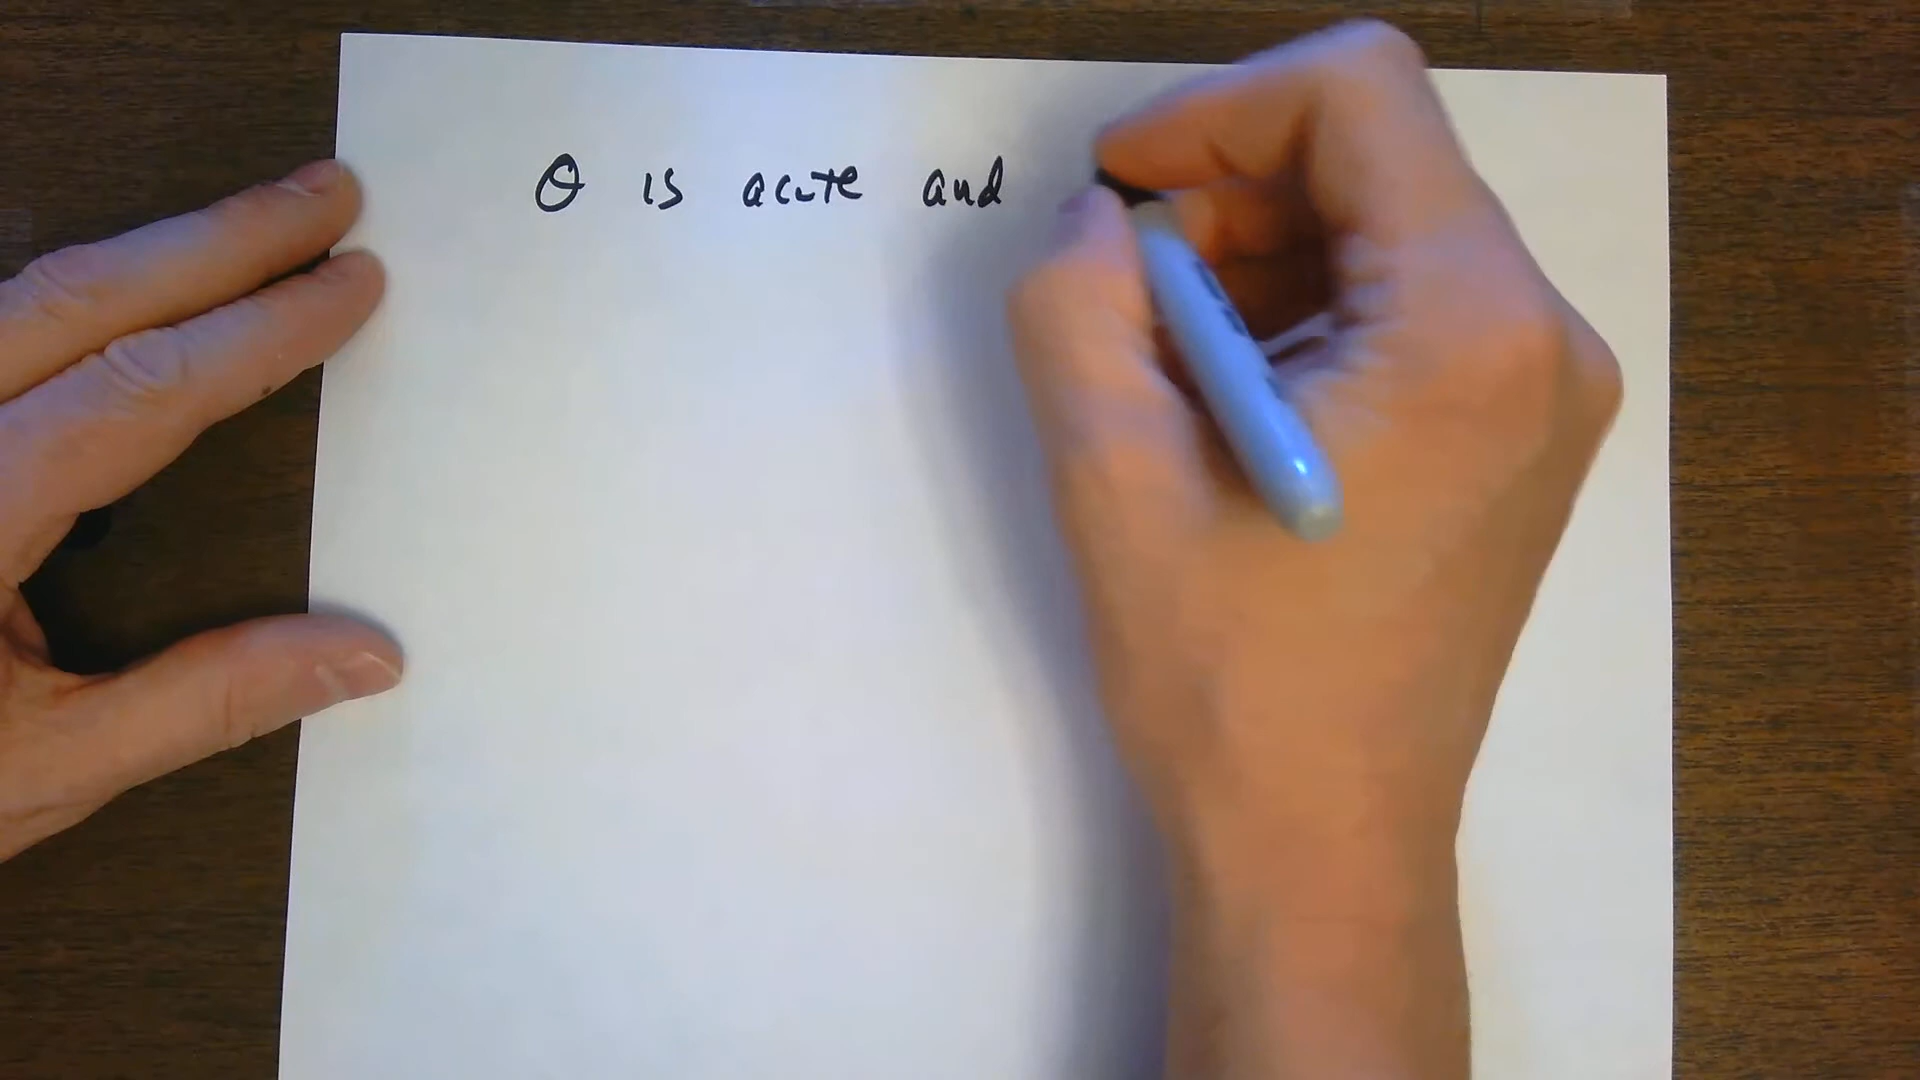 θ is acute and